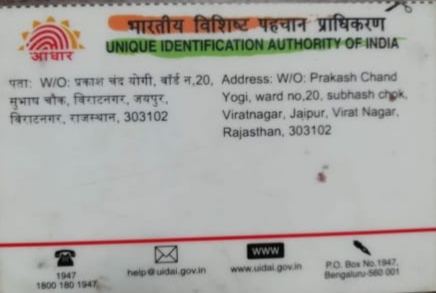 भारतीय विशिष्ट पहचान प्राधिकरण
UNIQUE IDENTIFICATION AUTHORITY OF INDIA
आधार
पता: W/O: प्रकाश चंद योगी, वॉर्ड न,20,
सुभाष चौक, विराटनगर, जयपुर,
विराटनगर, राजस्थान, 303102
Address: W/O: Prakash Chand
Yogi, ward no,20, subhash chok,
Viratnagar, Jaipur, Virat Nagar,
Rajasthan, 303102
1947
1800 180 1947
help@uidai.gov.in
WWW
www.uidai.gov.in
P.O. Box No.1947,
Bengaluru-560 001